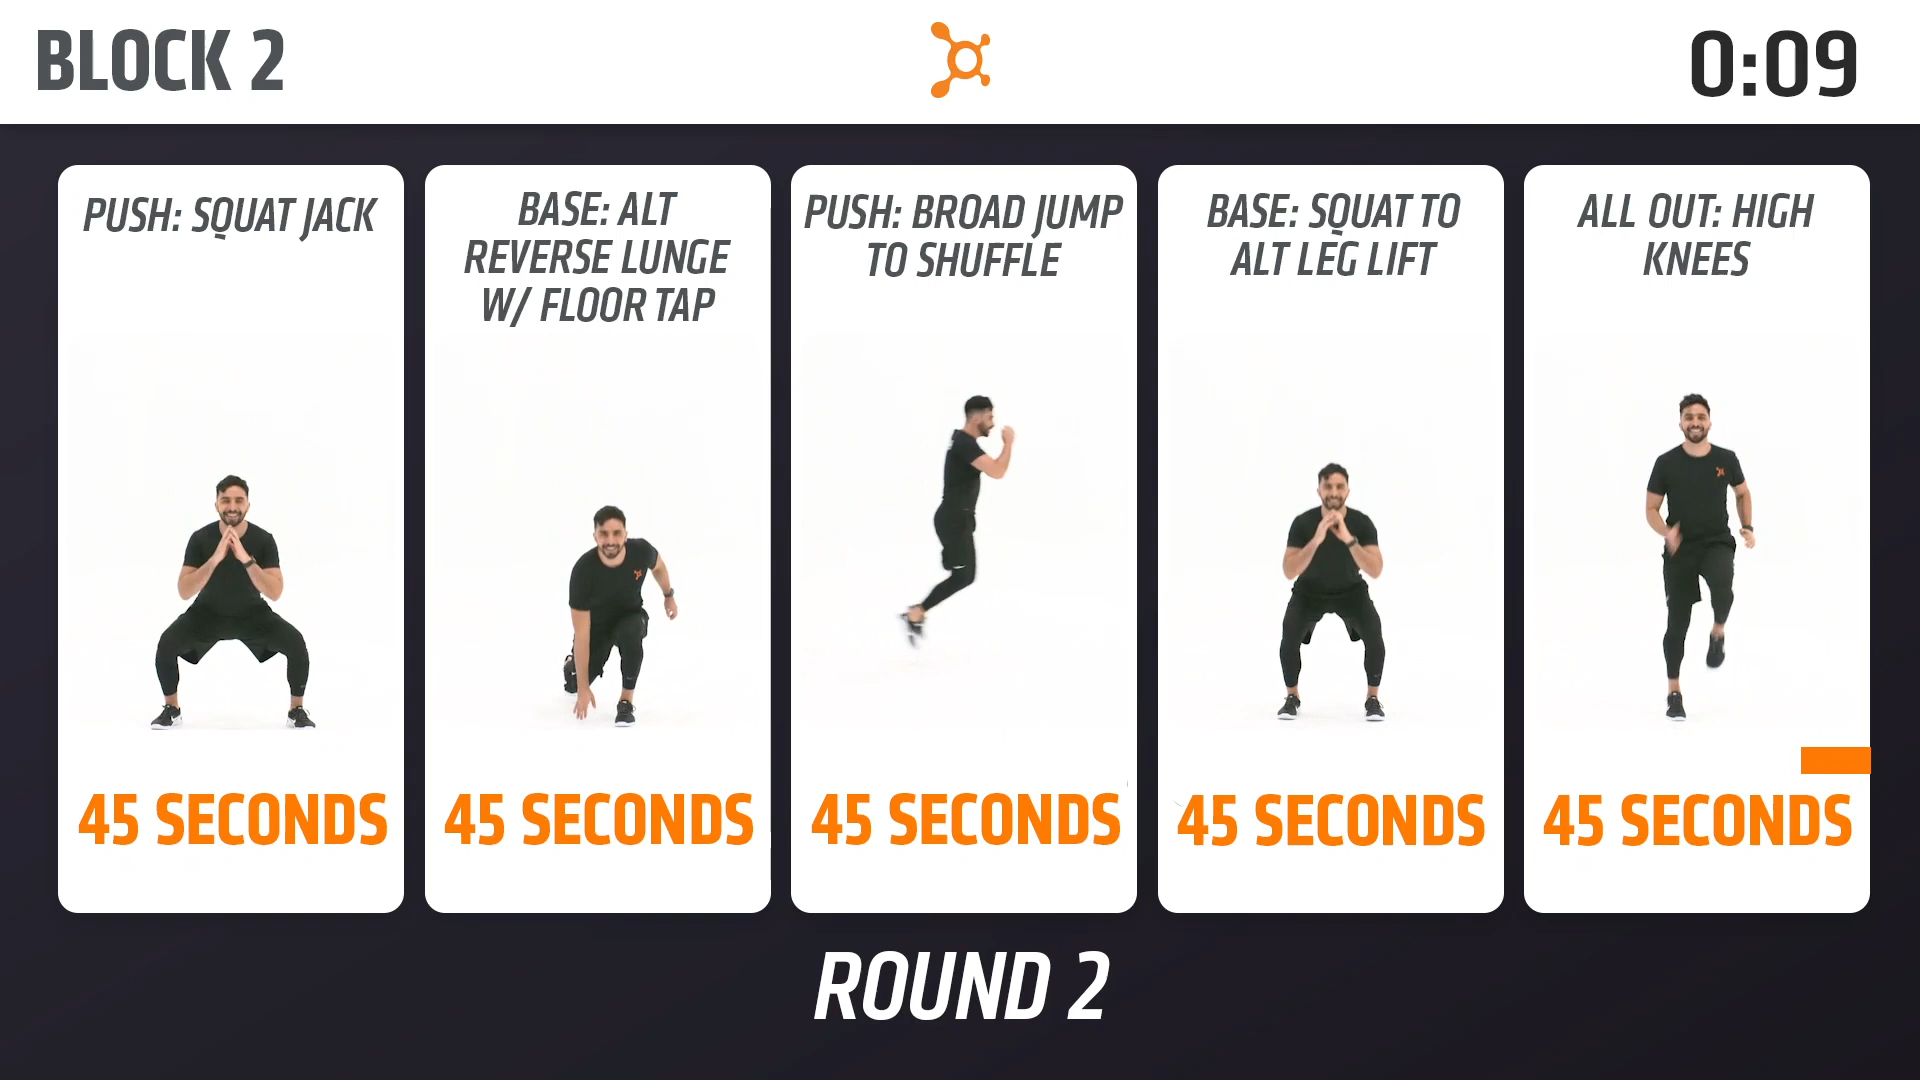 BLOCK 2
0:09
PUSH: SQUAT JACK
45 SECONDS
BASE: ALT
REVERSE LUNGE
W/ FLOOR TAP
45 SECONDS
PUSH: BROAD JUMP
TO SHUFFLE
45 SECONDS
BASE: SQUAT TO
ALT LEG LIFT
45 SECONDS
ALL OUT: HIGH
KNEES
45 SECONDS
ROUND 2